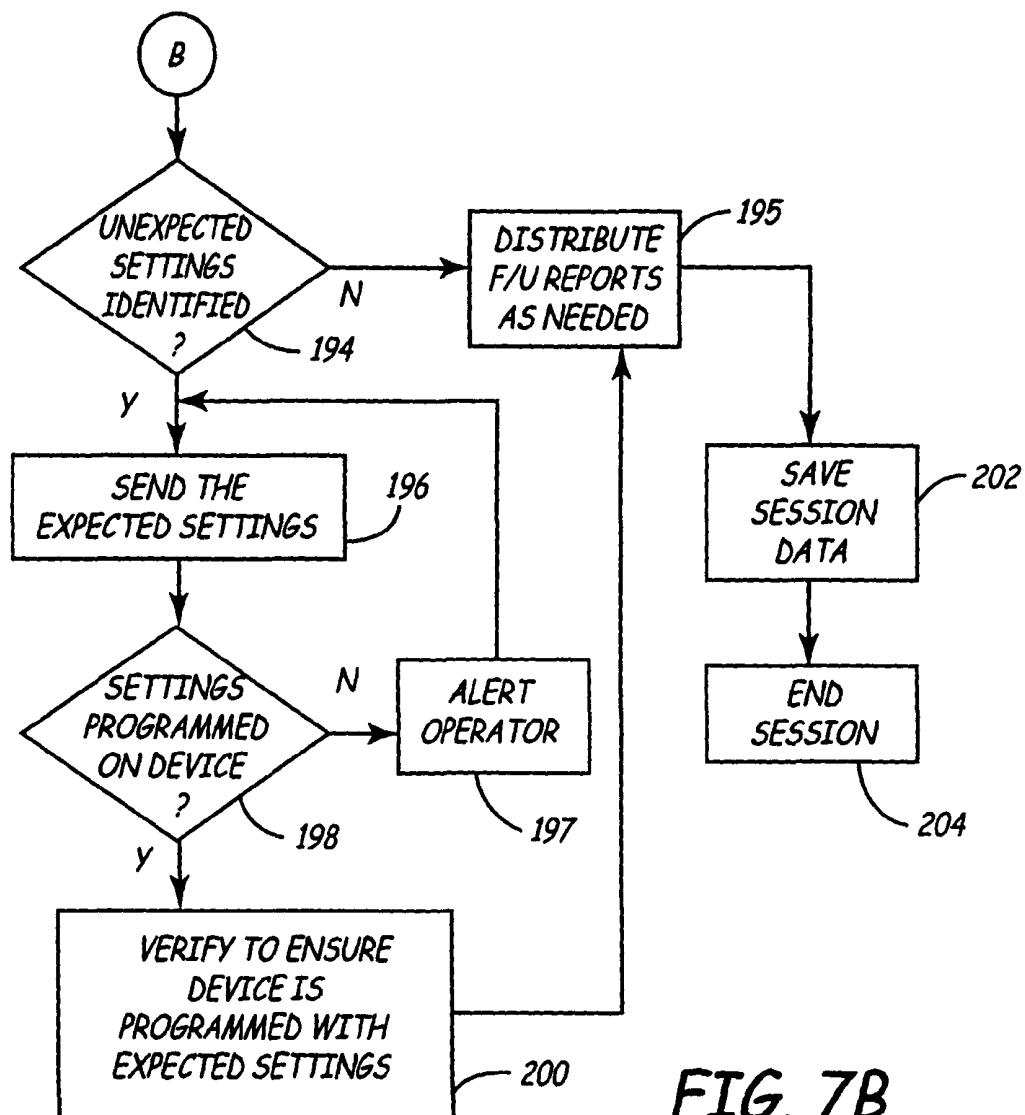 B
UNEXPECTED
SETTINGS
IDENTIFIED
?
194
N
Y
DISTRIBUTE
F/U REPORTS
AS NEEDED
195
SEND THE
EXPECTED SETTINGS
196
SAVE
SESSION
DATA
202
SETTINGS
PROGRAMMED
ON DEVICE
?
198
N
Y
ALERT
OPERATOR
197
END
SESSION
204
VERIFY TO ENSURE
DEVICE IS
PROGRAMMED WITH
EXPECTED SETTINGS
200
FIG. 7B